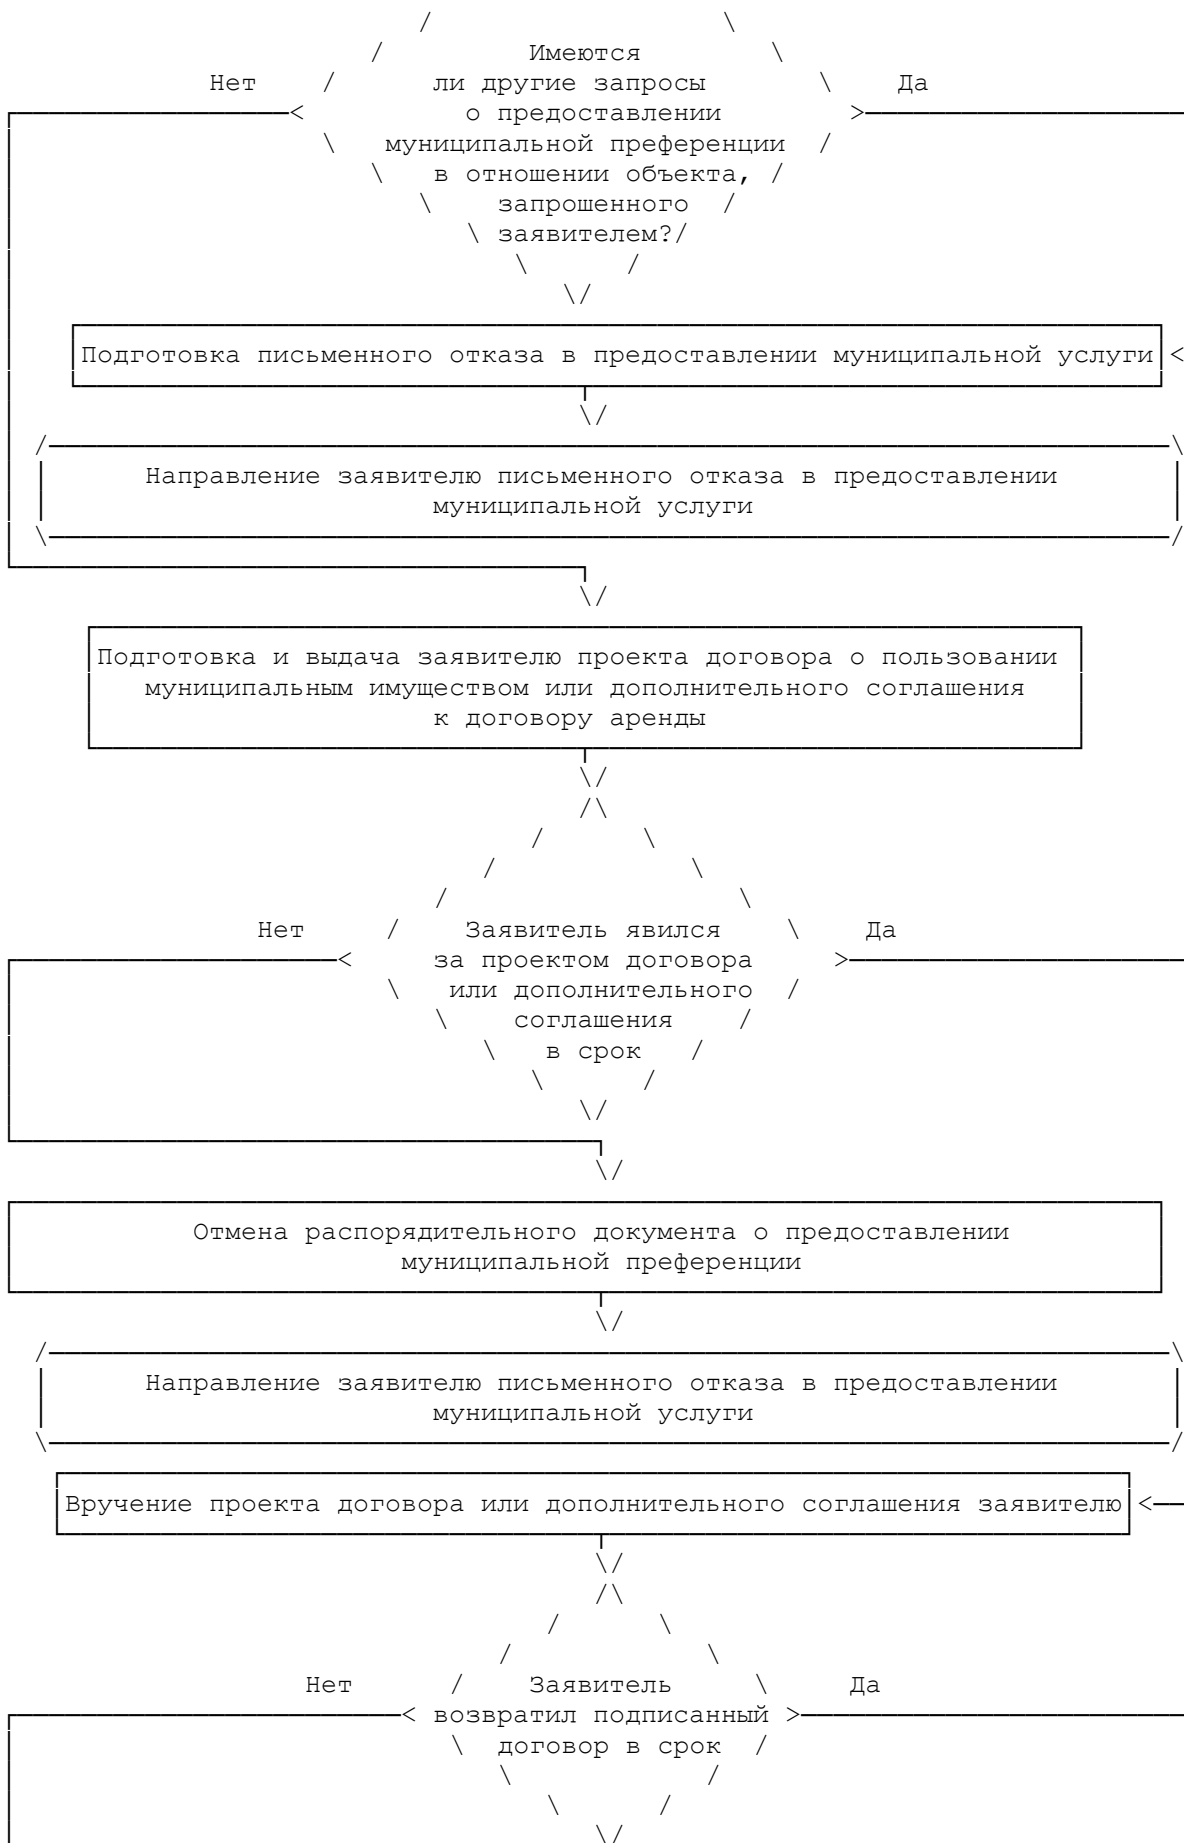 Имеются
Нет ли другие запросы Да
о предоставлении
муниципальной преференции
в отношении объекта,
запрошенного
заявителем?
Подготовка письменного отказа в предоставлении муниципальной услуги
Направление заявителю письменного отказа в предоставлении
муниципальной услуги
Подготовка и выдача заявителю проекта договора о пользовании
муниципальным имуществом или дополнительного соглашения
к договору аренды
Нет Заявитель явился Да
за проектом договора
или дополнительного
соглашения
в срок
Отмена распорядительного документа о предоставлении
муниципальной преференции
Направление заявителю письменного отказа в предоставлении
муниципальной услуги
Вручение проекта договора или дополнительного соглашения заявителю
Нет Заявитель Да
возвратил подписанный
договор в срок